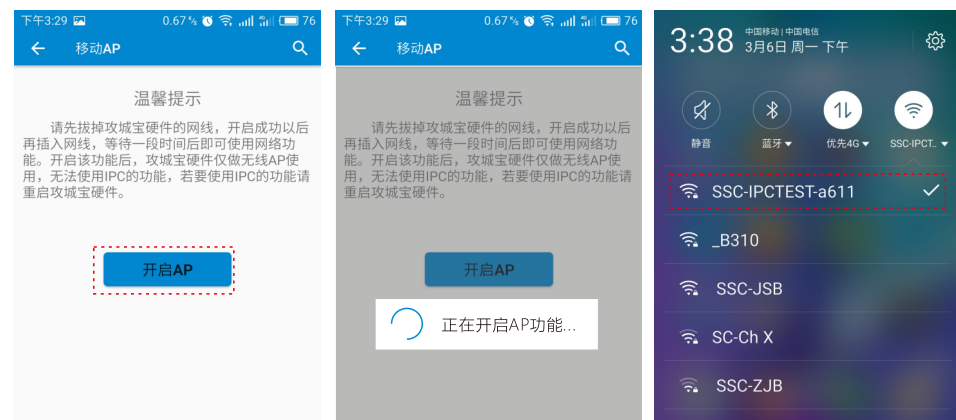 下午3:29 0.67 ᴷ/s 76
移动AP
温馨提示
请先拔掉攻城宝硬件的网线，开启成功以后
再插入网线，等待一段时间后即可使用网络功
能。开启该功能后，攻城宝硬件仅做无线AP使
用，无法使用IPC的功能，若要使用IPC的功能请
重启攻城宝硬件。
开启AP
下午3:29 0.67 ᴷ/s 76
移动AP
温馨提示
请先拔掉攻城宝硬件的网线，开启成功以后
再插入网线，等待一段时间后即可使用网络功
能。开启该功能后，攻城宝硬件仅做无线AP使
用，无法使用IPC的功能，若要使用IPC的功能请
重启攻城宝硬件。
开启AP
正在开启AP功能...
3:38
中国移动 | 中国电信
3月6日 周一 下午
静音 蓝牙 优先4G SSC-IPCT..
SSC-IPCTEST-a611
_B310
SSC-JSB
SC-Ch X
SSC-ZJB